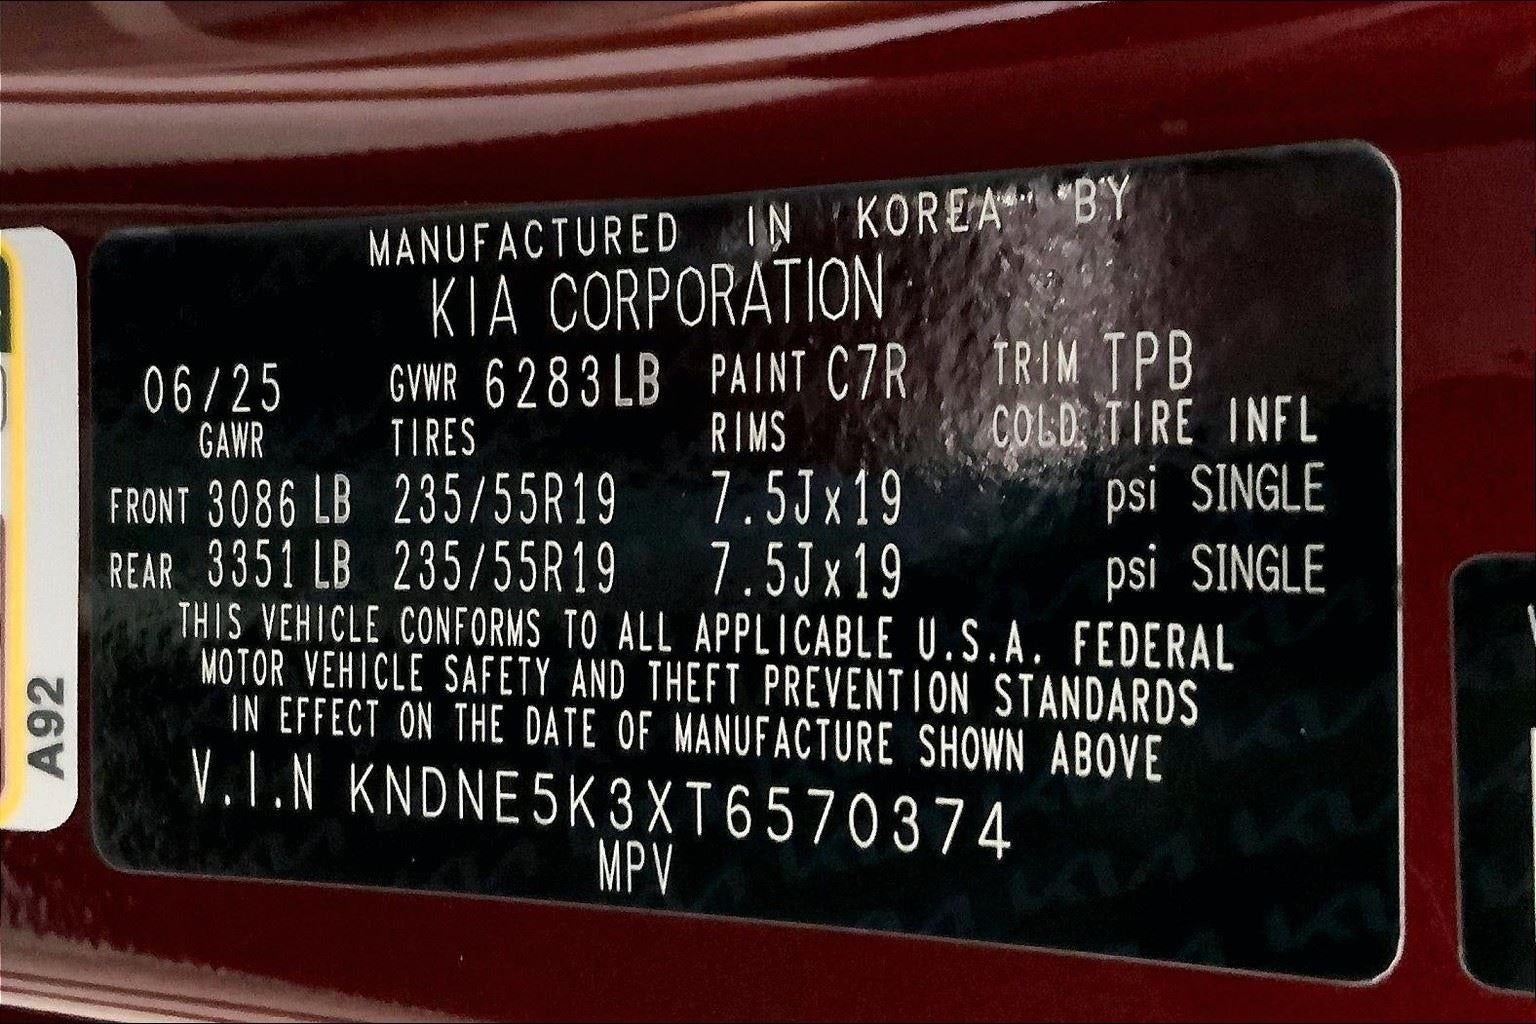 MANUFACTURED IN KOREA BY
KIA CORPORATION
06/25 GVWR 6283LB PAINT C7R TRIM TPB
GAWR TIRES RIMS COLD TIRE INFL
FRONT 3086 LB 235/55R19 7.5Jx19 psi SINGLE
REAR 3351 LB 235/55R19 7.5Jx19 psi SINGLE
THIS VEHICLE CONFORMS TO ALL APPLICABLE U.S.A. FEDERAL
MOTOR VEHICLE SAFETY AND THEFT PREVENTION STANDARDS
IN EFFECT ON THE DATE OF MANUFACTURE SHOWN ABOVE
V.I.N KNDNE5K3XT6570374
MPV
A92